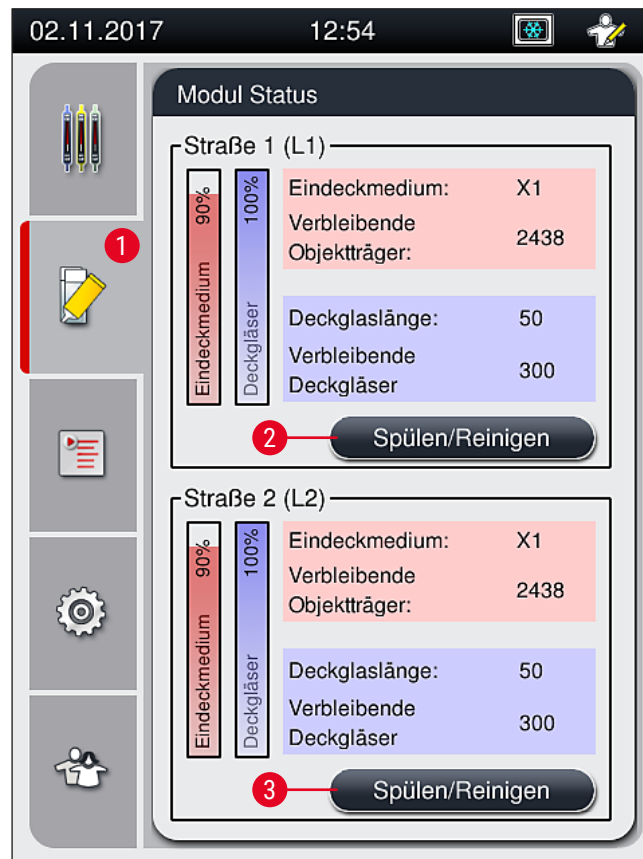 02.11.2017 12:54
Modul Status
1
Straße 1 (L1)
90%
Eindeckmedium
100%
Deckgläser
Eindeckmedium: X1
Verbleibende
Objektträger: 2438
Deckglaslänge: 50
Verbleibende
Deckgläser 300
2 Spülen/Reinigen
Straße 2 (L2)
90%
Eindeckmedium
100%
Deckgläser
Eindeckmedium: X1
Verbleibende
Objektträger: 2438
Deckglaslänge: 50
Verbleibende
Deckgläser 300
3 Spülen/Reinigen